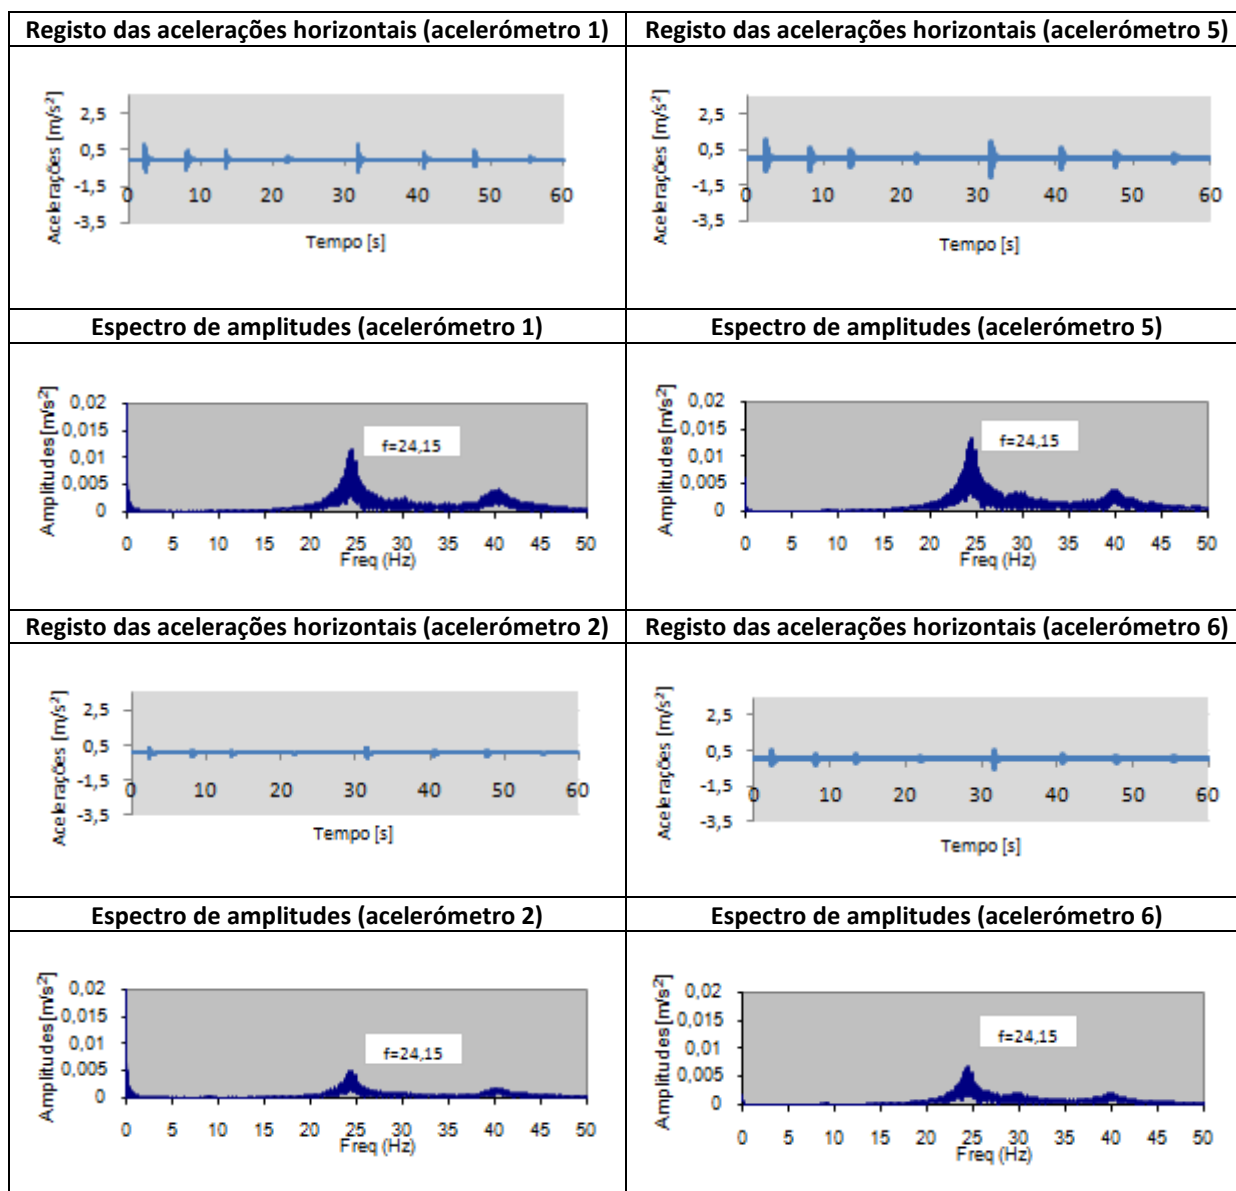 Registo das acelerações horizontais (acelerómetro 1)
Registo das acelerações horizontais (acelerómetro 5)
Acelerações [m/s²]
2,5
0,5
-1,5
-3,5
0 10 20 30 40 50 60
Tempo [s]
Acelerações [m/s²]
2,5
0,5
-1,5
-3,5
0 10 20 30 40 50 60
Tempo [s]
Espectro de amplitudes (acelerómetro 1)
Espectro de amplitudes (acelerómetro 5)
Amplitudes [m/s²]
0,02
0,015
0,01
0,005
0
f=24,15
0 5 10 15 20 25 30 35 40 45 50
Freq (Hz)
Amplitudes [m/s²]
0,02
0,015
0,01
0,005
0
f=24,15
0 5 10 15 20 25 30 35 40 45 50
Freq (Hz)
Registo das acelerações horizontais (acelerómetro 2)
Registo das acelerações horizontais (acelerómetro 6)
Acelerações [m/s²]
2,5
0,5
-1,5
-3,5
0 10 20 30 40 50 60
Tempo [s]
Acelerações [m/s²]
2,5
0,5
-1,5
-3,5
0 10 20 30 40 50 60
Tempo [s]
Espectro de amplitudes (acelerómetro 2)
Espectro de amplitudes (acelerómetro 6)
Amplitudes [m/s²]
0,02
0,015
0,01
0,005
0
f=24,15
0 5 10 15 20 25 30 35 40 45 50
Freq (Hz)
Amplitudes [m/s²]
0,02
0,015
0,01
0,005
0
f=24,15
0 5 10 15 20 25 30 35 40 45 50
Freq (Hz)